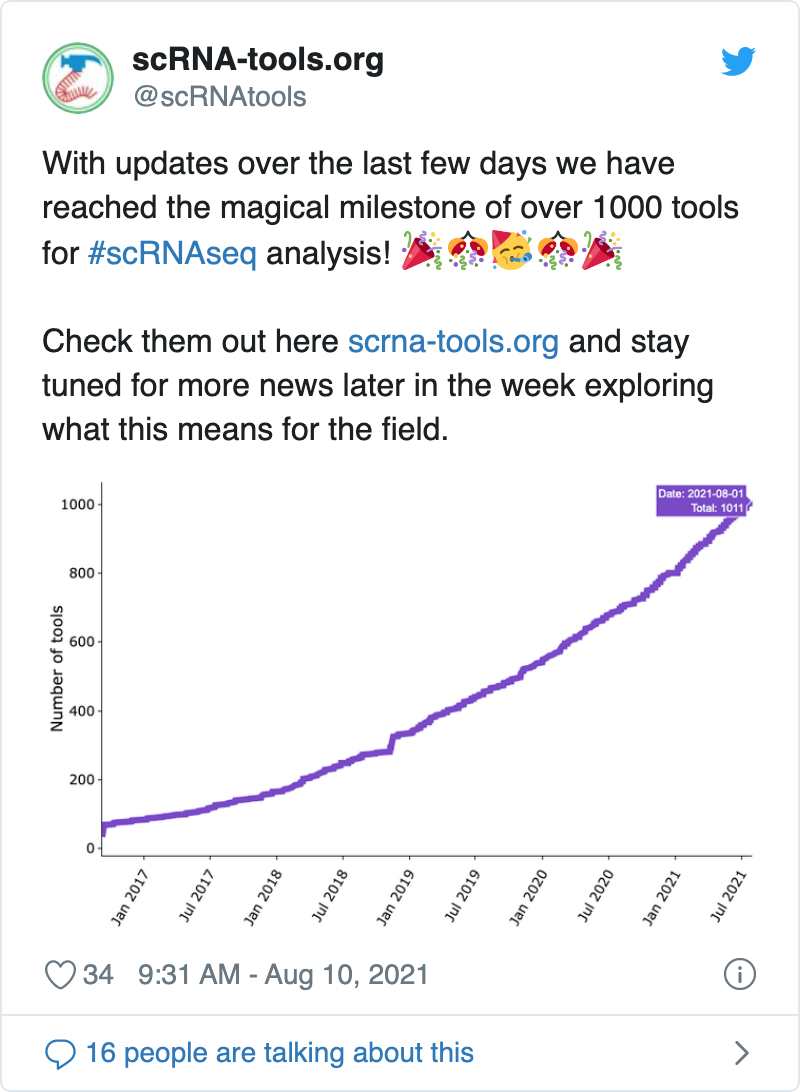 scRNA-tools.org
@scRNAtools
With updates over the last few days we have
reached the magical milestone of over 1000 tools
for #scRNAseq analysis! 🎉🎊🥳🎊🎉
Check them out here scrna-tools.org and stay
tuned for more news later in the week exploring
what this means for the field.
Date: 2021-08-01
Total: 1011
Number of tools
1000
800
600
400
200
0
Jan 2017
Jul 2017
Jan 2018
Jul 2018
Jan 2019
Jul 2019
Jan 2020
Jul 2020
Jan 2021
Jul 2021
34 9:31 AM - Aug 10, 2021
16 people are talking about this